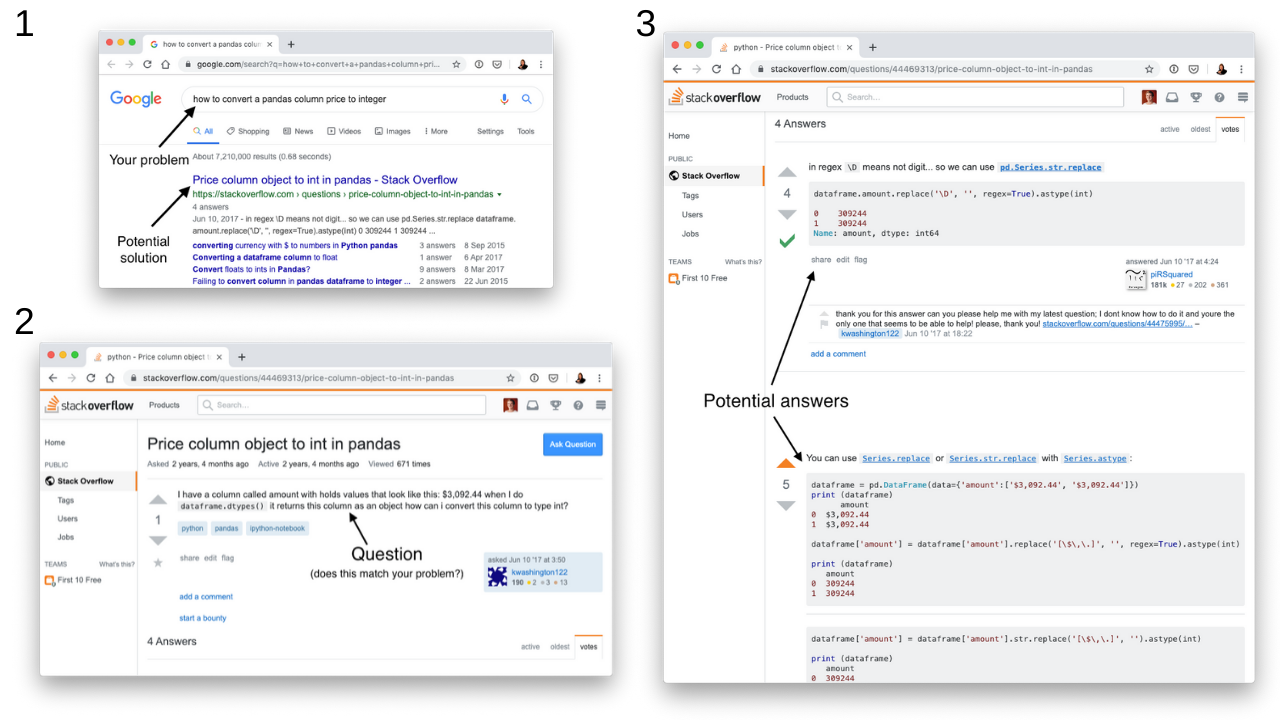 1
how to convert a pandas colum
google.com/search?q=how+to+convert+a+pandas+column+pri...
Google
how to convert a pandas column price to integer
All Shopping News Videos Images More Settings Tools
Your problem
About 7,210,000 results (0.68 seconds)
Price column object to int in pandas - Stack Overflow
https://stackoverflow.com › questions › price-column-object-to-int-in-pandas
4 answers
Jun 10, 2017 - in regex \D means not digit... so we can use pd.Series.str.replace dataframe.
amount.replace('\D', '', regex=True).astype(int) 0 309244 1 309244 ...
Potential
solution
converting currency with $ to numbers in Python pandas 3 answers 8 Sep 2015
Converting a dataframe column to float 1 answer 6 Apr 2017
Convert floats to ints in Pandas? 9 answers 8 Mar 2017
Failing to convert column in pandas dataframe to integer ... 2 answers 22 Jun 2015
2
python - Price column object t
stackoverflow.com/questions/44469313/price-column-object-to-int-in-pandas
stackoverflow Products Search...
Home
PUBLIC
Stack Overflow
Tags
Users
Jobs
TEAMS What's this?
First 10 Free
Price column object to int in pandas
Ask Question
Asked 2 years, 4 months ago Active 2 years, 4 months ago Viewed 671 times
1
I have a column called amount with holds values that look like this: $3,092.44 when I do
dataframe.dtypes() it returns this column as an object how can i convert this column to type int?
python pandas ipython-notebook
Question
(does this match your problem?)
share edit flag
asked Jun 10 '17 at 3:50
kwashington122
190 2 3 13
add a comment
start a bounty
4 Answers
active oldest votes
3
python - Price column object t
stackoverflow.com/questions/44469313/price-column-object-to-int-in-pandas
stackoverflow Products Search...
Home
PUBLIC
Stack Overflow
Tags
Users
Jobs
TEAMS What's this?
First 10 Free
4 Answers
active oldest votes
4
in regex \D means not digit... so we can use pd.Series.str.replace
dataframe.amount.replace('\D', '', regex=True).astype(int)
0 309244
1 309244
Name: amount, dtype: int64
share edit flag
answered Jun 10 '17 at 4:24
piRSquared
181k 27 202 361
thank you for this answer can you please help me with my latest question; I dont know how to do it and youre the
only one that seems to be able to help! please, thank you! stackoverflow.com/questions/44475995/… –
kwashington122 Jun 10 '17 at 18:22
add a comment
Potential answers
5
You can use Series.replace or Series.str.replace with Series.astype :
dataframe = pd.DataFrame(data={'amount':['$3,092.44', '$3,092.44']})
print (dataframe)
amount
0 $3,092.44
1 $3,092.44
dataframe['amount'] = dataframe['amount'].replace('[\$\,\.]', '', regex=True).astype(int)
print (dataframe)
amount
0 309244
1 309244
dataframe['amount'] = dataframe['amount'].str.replace('[\$\,\.]', '').astype(int)
print (dataframe)
amount
0 309244